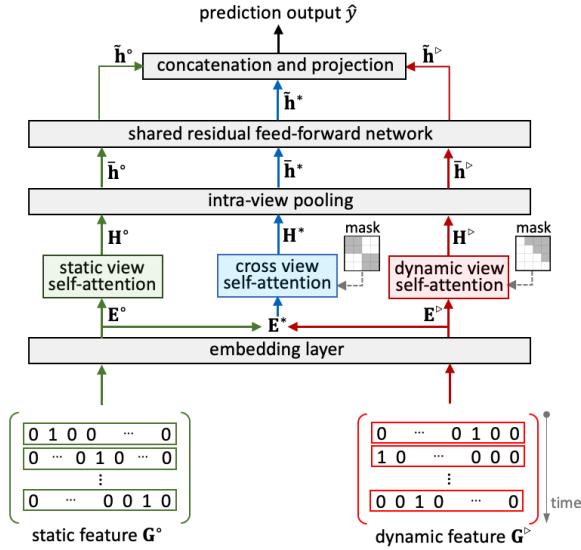 prediction output ŷ
h̃° h̃▷
concatenation and projection
h̃*
shared residual feed-forward network
h̄° h̄* h̄▷
intra-view pooling
H° H* mask H▷ mask
static view self-attention
cross view self-attention
dynamic view self-attention
E° E* E▷
embedding layer
0 1 0 0 ... 0
0 ... 0 1 0 ... 0
⋮
0 ... 0 0 1 0
static feature G°
0 ... 0 1 0 0
1 0 ... 0 0 0
⋮
0 0 1 0 ... 0
time
dynamic feature G▷